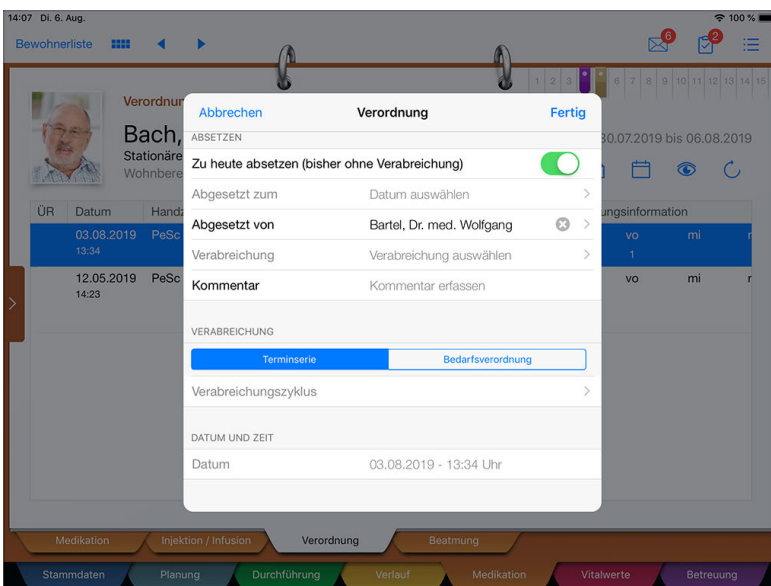 14:07 Di. 6. Aug. 100 %
Bewohnerliste 6 2
1 2 3 6 7 8 9 10 11 12 13 14 15
Abbrechen Verordnung Fertig
ABSETZEN
Zu heute absetzen (bisher ohne Verabreichung)
Abgesetzt zum Datum auswählen
Abgesetzt von Bartel, Dr. med. Wolfgang
Verabreichung Verabreichung auswählen
Kommentar Kommentar erfassen
VERABREICHUNG
Terminserie Bedarfsverordnung
Verabreichungszyklus
DATUM UND ZEIT
Datum 03.08.2019 - 13:34 Uhr
Verordnun
Bach,
Stationäre
Wohnbere
30.07.2019 bis 06.08.2019
ÜR Datum Handz ungsinformation
03.08.2019 PeSc vo mi
13:34 1
12.05.2019 PeSc vo mi
14:23
Medikation Injektion / Infusion Verordnung Beatmung
Stammdaten Planung Durchführung Verlauf Medikation Vitalwerte Betreuung